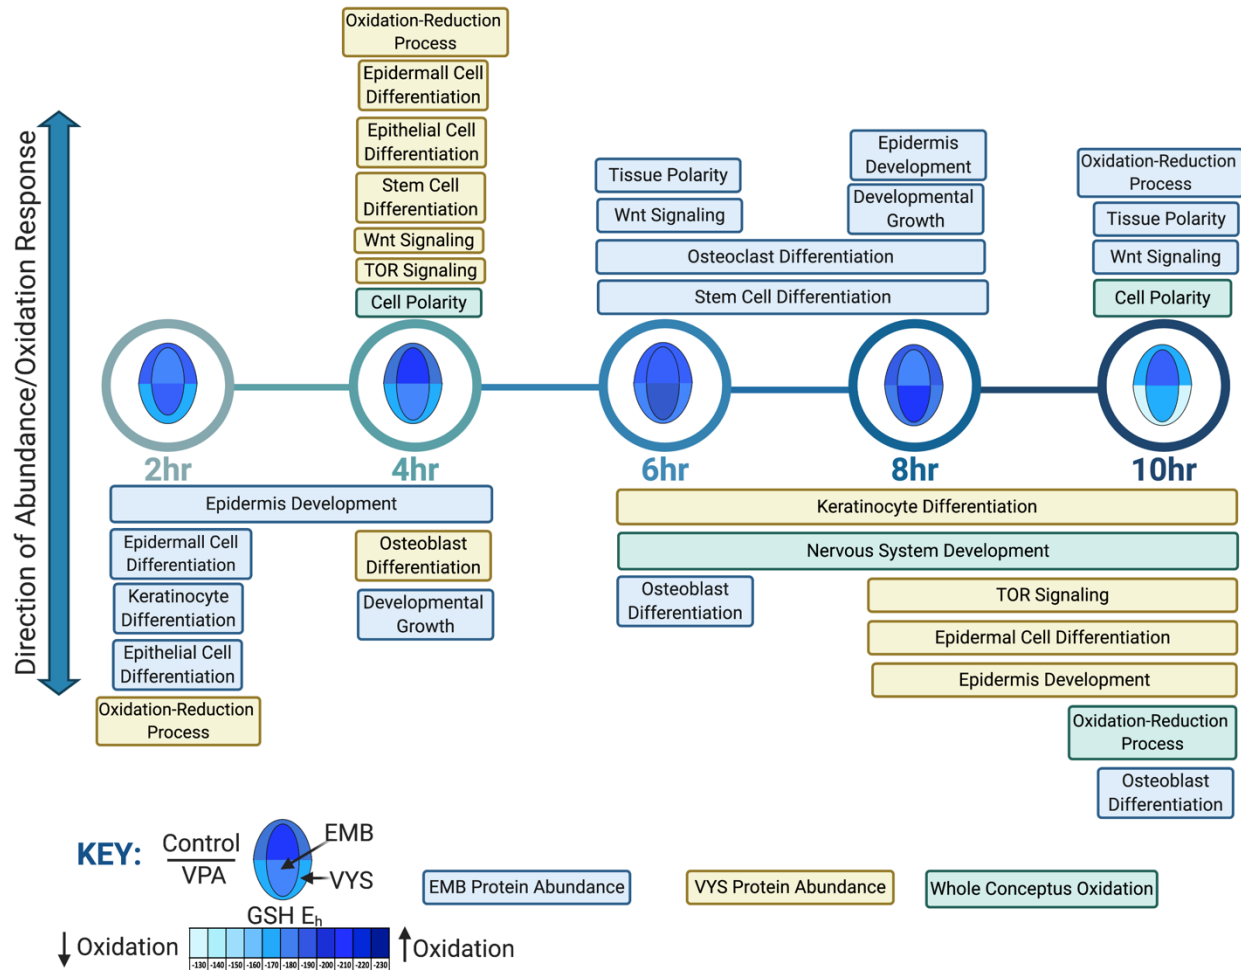 Direction of Abundance/Oxidation Response
Oxidation-Reduction
Process
Epidermall Cell
Differentiation
Epithelial Cell
Differentiation
Stem Cell
Differentiation
Wnt Signaling
TOR Signaling
Cell Polarity
Tissue Polarity
Wnt Signaling
Epidermis
Development
Developmental
Growth
Osteoclast Differentiation
Stem Cell Differentiation
Oxidation-Reduction
Process
Tissue Polarity
Wnt Signaling
Cell Polarity
2hr
4hr
6hr
8hr
10hr
Epidermis Development
Epidermall Cell
Differentiation
Keratinocyte
Differentiation
Epithelial Cell
Differentiation
Oxidation-Reduction
Process
Osteoblast
Differentiation
Developmental
Growth
Keratinocyte Differentiation
Nervous System Development
Osteoblast
Differentiation
TOR Signaling
Epidermal Cell Differentiation
Epidermis Development
Oxidation-Reduction
Process
Osteoblast
Differentiation
KEY:
Control
VPA
EMB
VYS
GSH Eh
↓ Oxidation
-130 -140 -150 -160 -170 -180 -190 -200 -210 -220 -230
↑ Oxidation
EMB Protein Abundance
VYS Protein Abundance
Whole Conceptus Oxidation